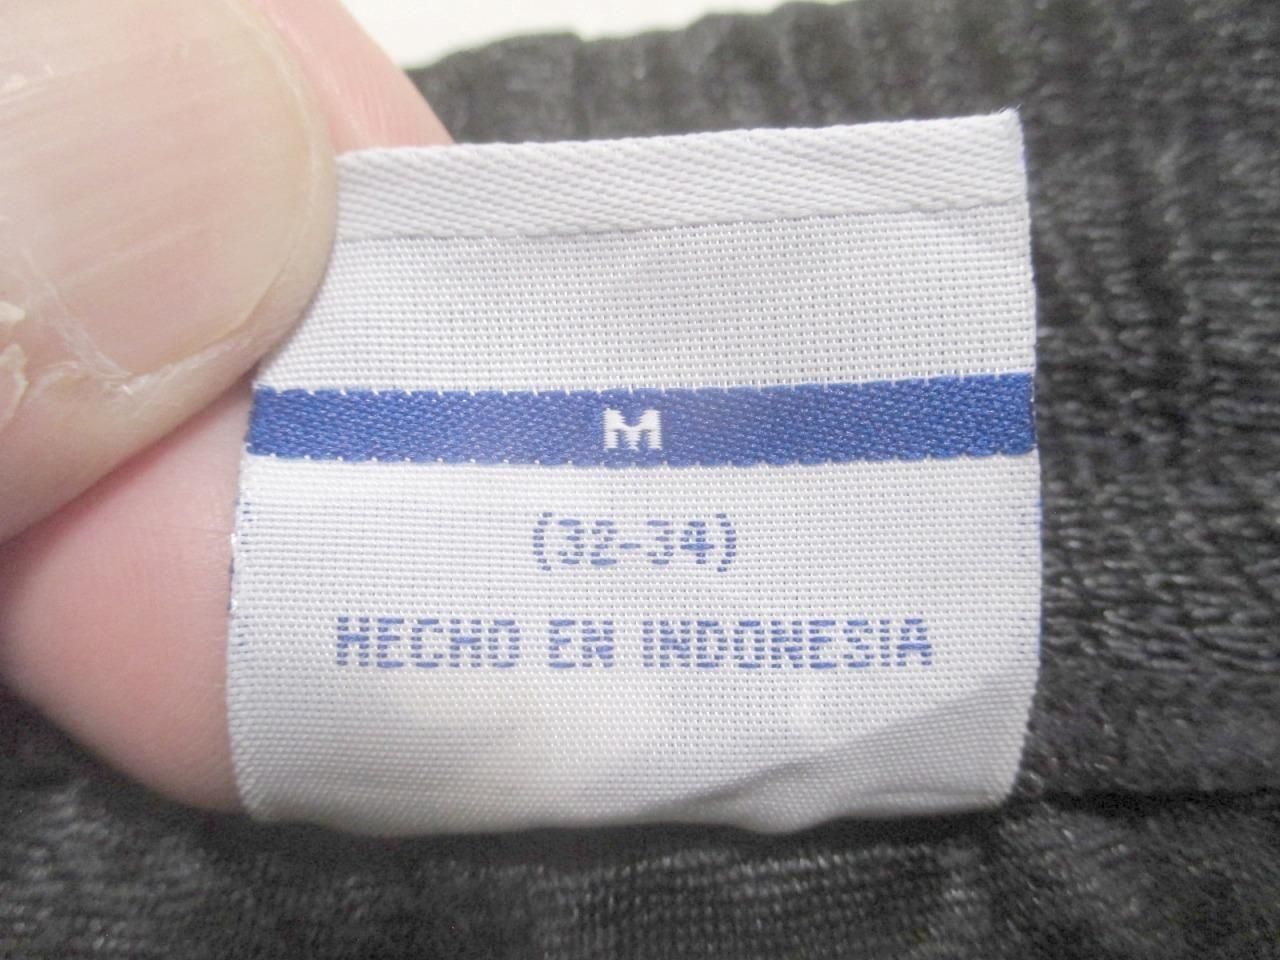 M
(32-34)
HECHO EN INDONESIA